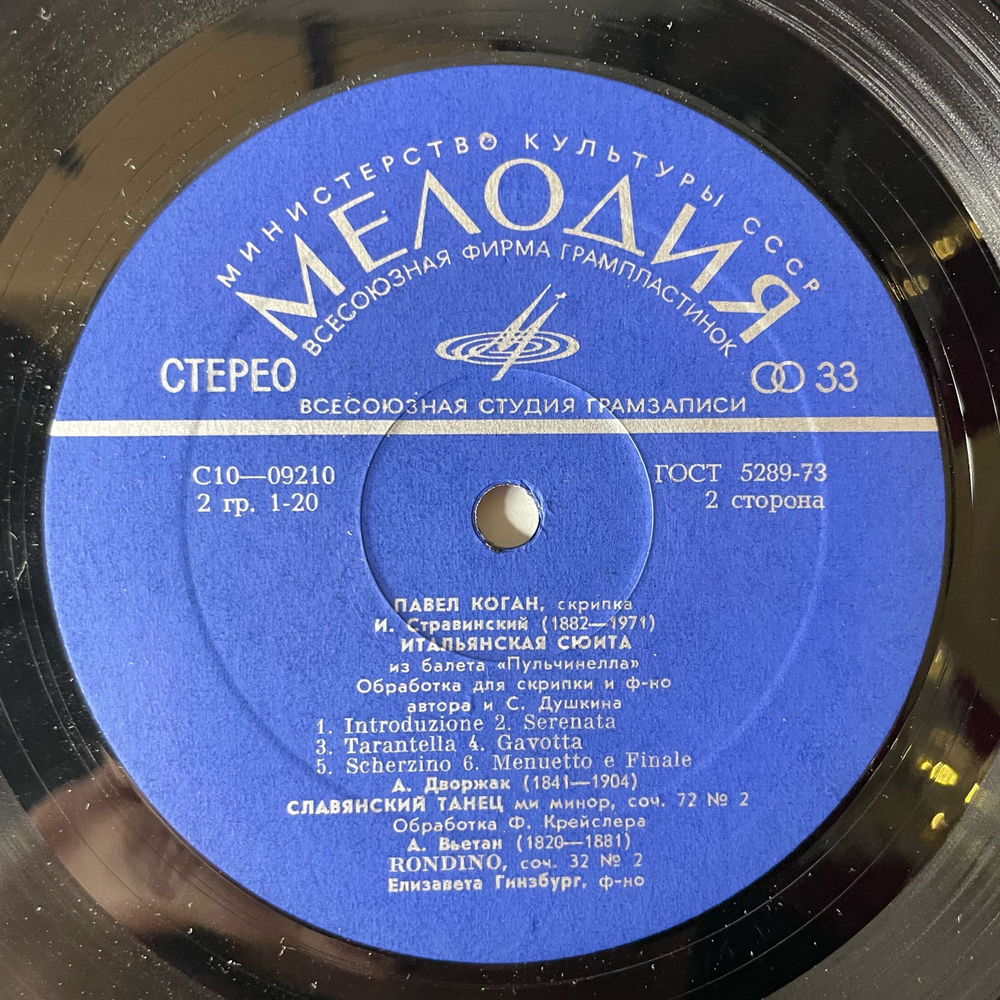 МИНИСТЕРСТВО КУЛЬТУРЫ СССР
МЕЛОДИЯ
ВСЕСОЮЗНАЯ ФИРМА ГРАМПЛАСТИНОК
СТЕРЕО
33
ВСЕСОЮЗНАЯ СТУДИЯ ГРАМЗАПИСИ
С10—09210
ГОСТ 5289-73
2 гр. 1-20
2 сторона
ПАВЕЛ КОГАН, скрипка
И. Стравинский (1882—1971)
ИТАЛЬЯНСКАЯ СЮИТА
из балета «Пульчинелла»
Обработка для скрипки и ф-но
автора и С. Душкина
1. Introduzione 2. Serenata
3. Tarantella 4. Gavotta
5. Scherzino 6. Menuetto e Finale
А. Дворжак (1841—1904)
СЛАВЯНСКИЙ ТАНЕЦ ми минор, соч. 72 № 2
Обработка Ф. Крейслера
А. Вьетан (1820—1881)
RONDINO, соч. 32 № 2
Елизавета Гинзбург, ф-но